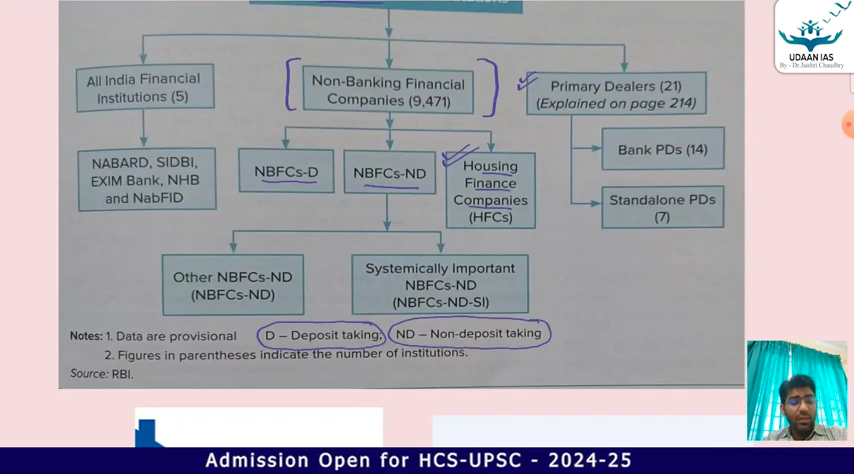 UDAAN IAS
By - Dr.Jashri Chaudhry
All India Financial
Institutions (5)
Non-Banking Financial
Companies (9,471)
Primary Dealers (21)
(Explained on page 214)
NABARD, SIDBI,
EXIM Bank, NHB
and NabFID
NBFCs-D
NBFCs-ND
Housing
Finance
Companies
(HFCs)
Bank PDs (14)
Standalone PDs
(7)
Other NBFCs-ND
(NBFCs-ND)
Systemically Important
NBFCs-ND
(NBFCs-ND-SI)
Notes: 1. Data are provisional D – Deposit taking; ND – Non-deposit taking
2. Figures in parentheses indicate the number of institutions.
Source: RBI.
Admission Open for HCS-UPSC - 2024-25